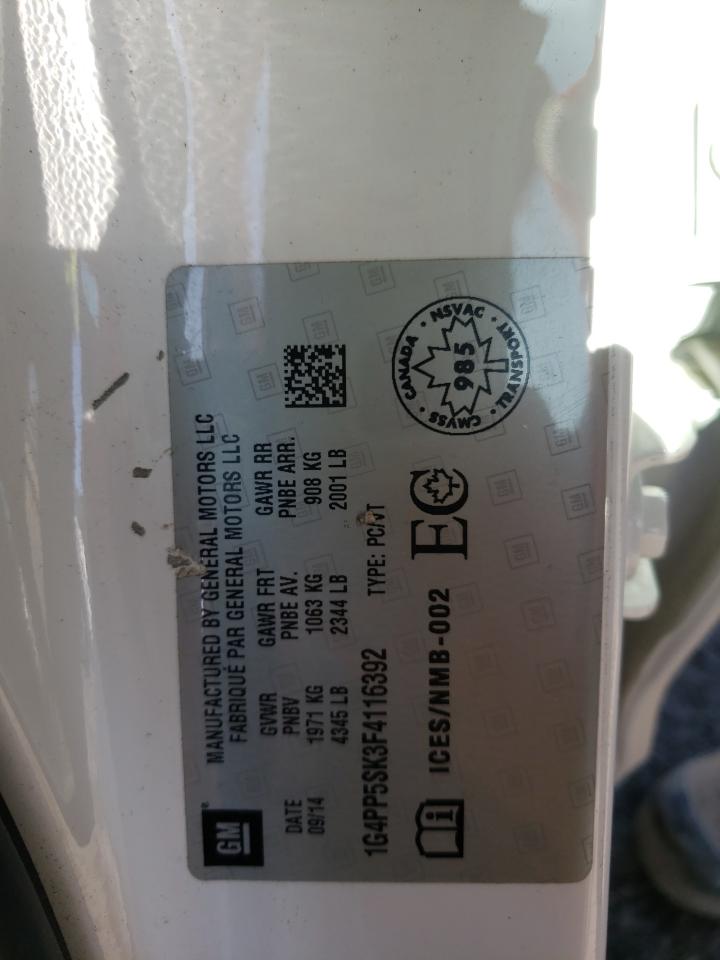 GM
MANUFACTURED BY GENERAL MOTORS LLC
FABRIQUÉ PAR GENERAL MOTORS LLC
DATE GVWR GAWR FRT GAWR RR
09/14 PNBV PNBE AV. PNBE ARR.
1971 KG 1063 KG 908 KG
4345 LB 2344 LB 2001 LB
1G4PP5SK3F4116392 TYPE: PC/VT
ICES/NMB-002 EC
CANADA · NSVAC · TRANSPORT · CMVSS
985